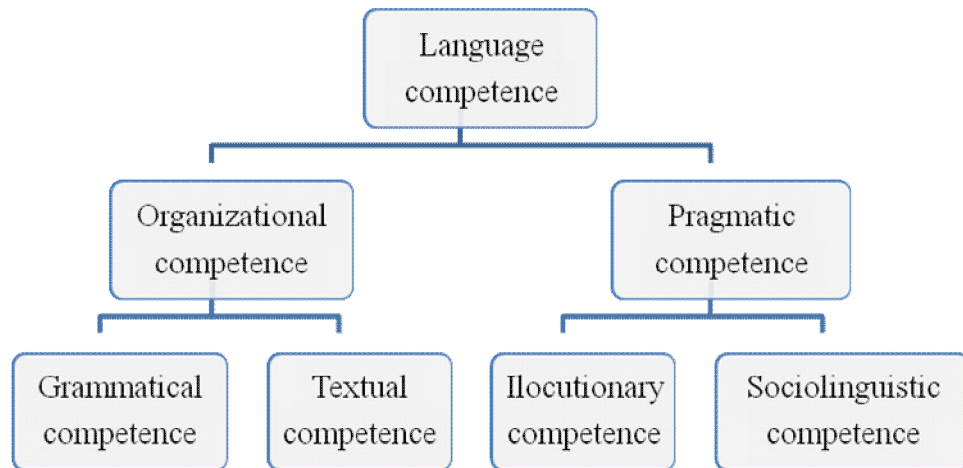 Language
competence
Organizational
competence
Pragmatic
competence
Grammatical
competence
Textual
competence
Ilocutionary
competence
Sociolinguistic
competence